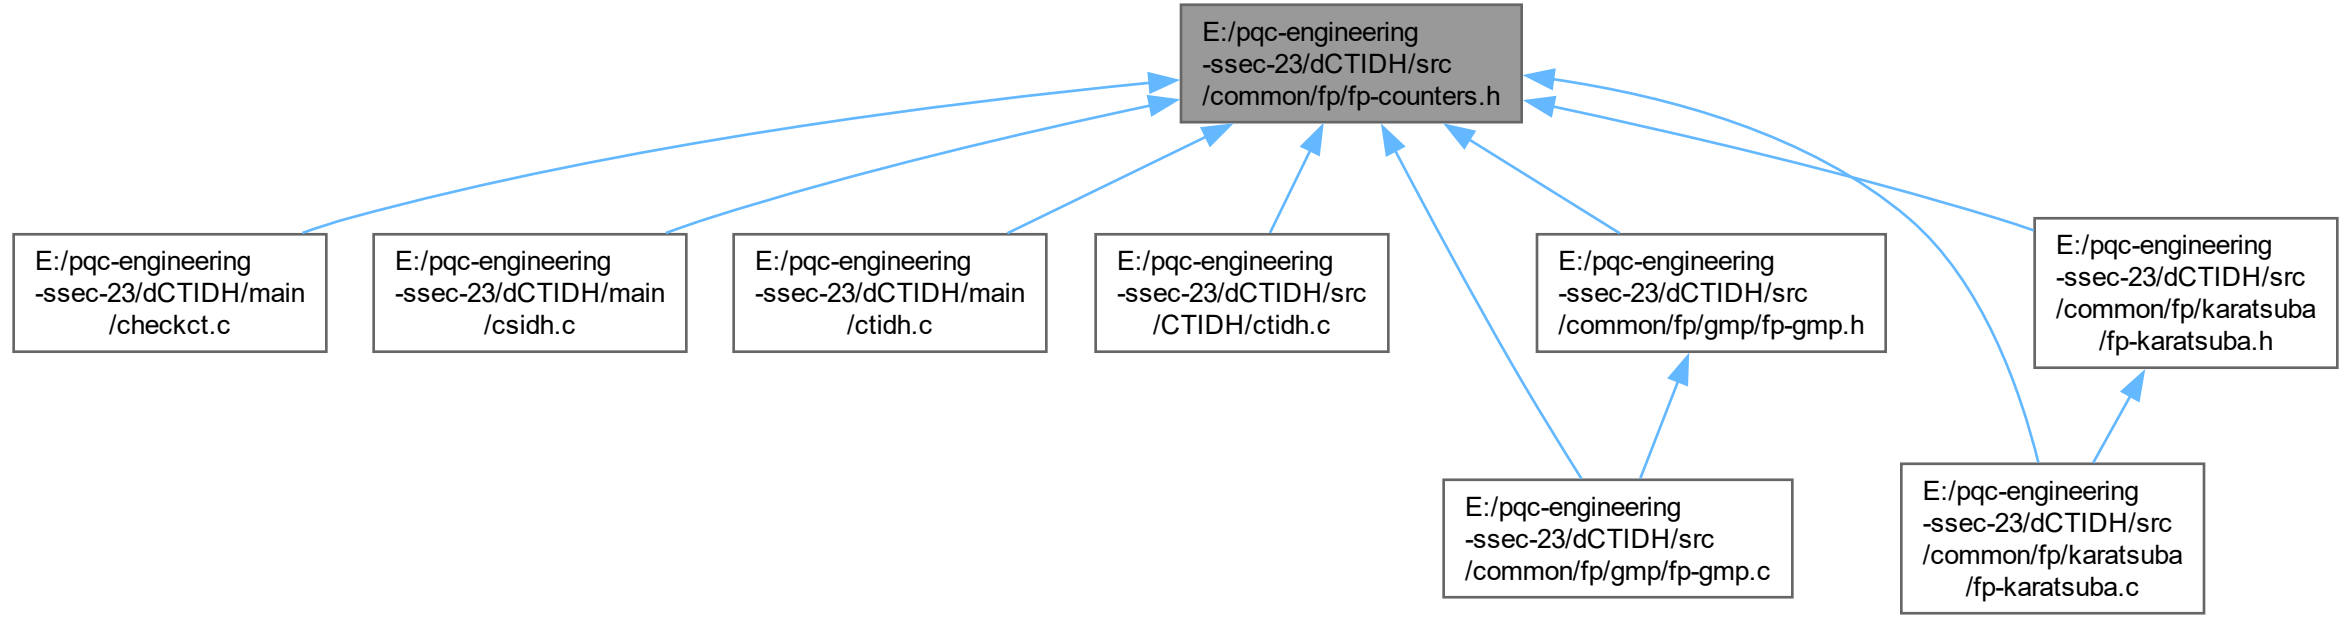 E:/pqc-engineering
-ssec-23/dCTIDH/src
/common/fp/fp-counters.h
E:/pqc-engineering
-ssec-23/dCTIDH/main
/checkct.c
E:/pqc-engineering
-ssec-23/dCTIDH/main
/csidh.c
E:/pqc-engineering
-ssec-23/dCTIDH/main
/ctidh.c
E:/pqc-engineering
-ssec-23/dCTIDH/src
/CTIDH/ctidh.c
E:/pqc-engineering
-ssec-23/dCTIDH/src
/common/fp/gmp/fp-gmp.h
E:/pqc-engineering
-ssec-23/dCTIDH/src
/common/fp/karatsuba
/fp-karatsuba.h
E:/pqc-engineering
-ssec-23/dCTIDH/src
/common/fp/gmp/fp-gmp.c
E:/pqc-engineering
-ssec-23/dCTIDH/src
/common/fp/karatsuba
/fp-karatsuba.c